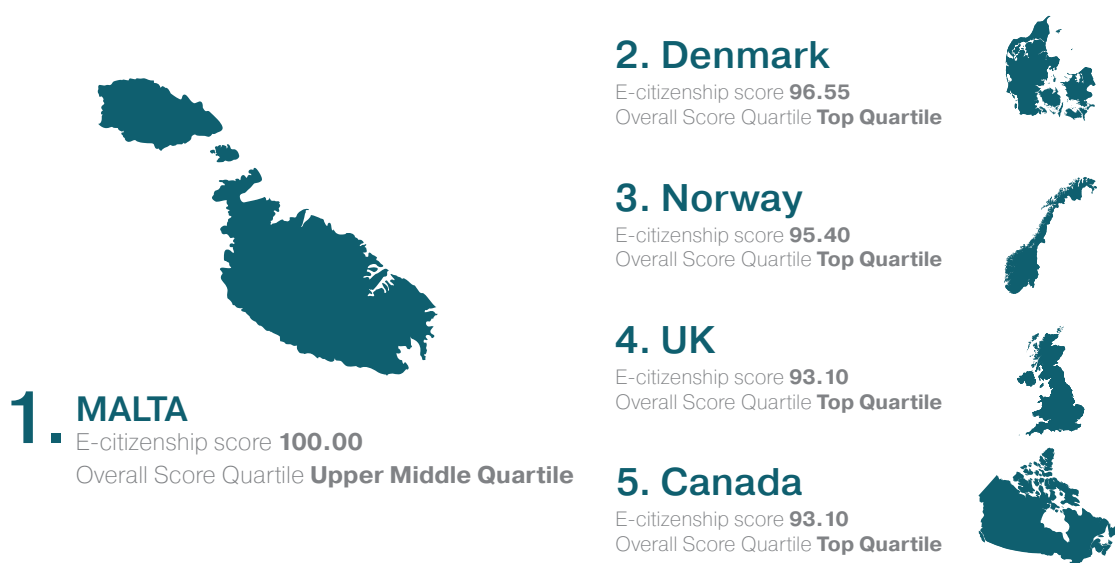 1. MALTA
E-citizenship score 100.00
Overall Score Quartile Upper Middle Quartile
2. Denmark
E-citizenship score 96.55
Overall Score Quartile Top Quartile
3. Norway
E-citizenship score 95.40
Overall Score Quartile Top Quartile
4. UK
E-citizenship score 93.10
Overall Score Quartile Top Quartile
5. Canada
E-citizenship score 93.10
Overall Score Quartile Top Quartile